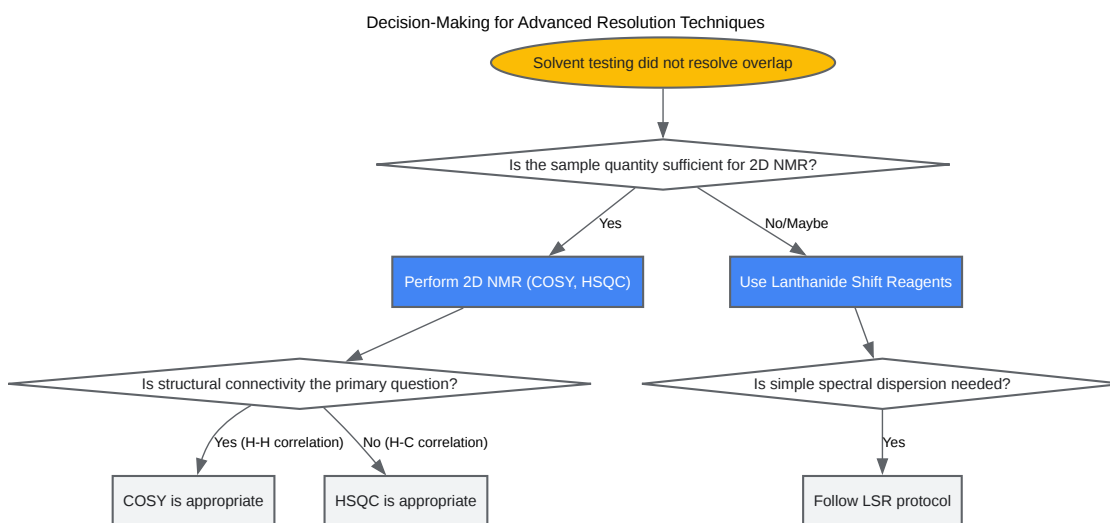 Decision-Making for Advanced Resolution Techniques
Solvent testing did not resolve overlap
Is the sample quantity sufficient for 2D NMR?
Yes
No/Maybe
Perform 2D NMR (COSY, HSQC)
Use Lanthanide Shift Reagents
Is structural connectivity the primary question?
Is simple spectral dispersion needed?
Yes (H-H correlation)
No (H-C correlation)
Yes
COSY is appropriate
HSQC is appropriate
Follow LSR protocol